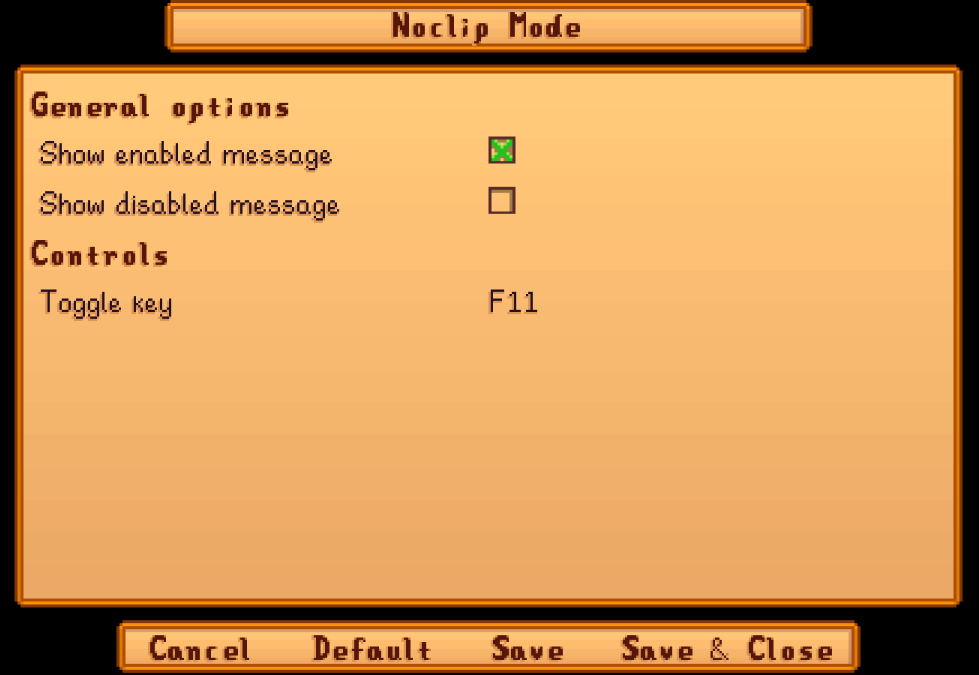 Noclip Mode
General options
Show enabled message
Show disabled message
Controls
Toggle key F11
Cancel Default Save Save & Close